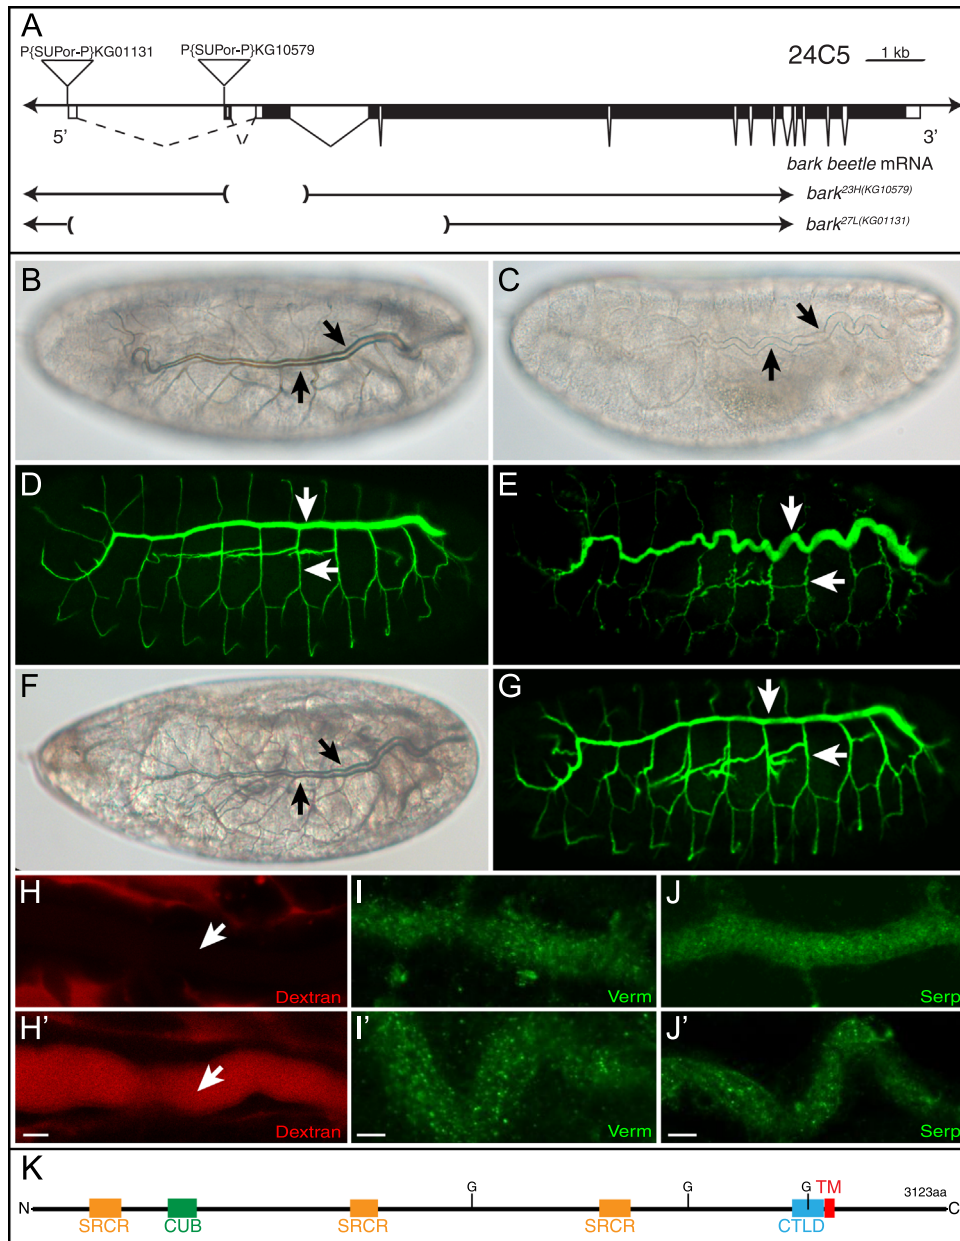 A
P{SUPor-P}KG01131
P{SUPor-P}KG10579
24C5
1 kb
5'
3'
bark beetle mRNA
bark23H(KG10579)
bark27L(KG01131)
B
C
D
E
F
G
H
Dextran
I
Verm
J
Serp
H'
Dextran
I'
Verm
J'
Serp
K
G
G
G
TM
3123aa
N
C
SRCR
CUB
SRCR
SRCR
CTLD